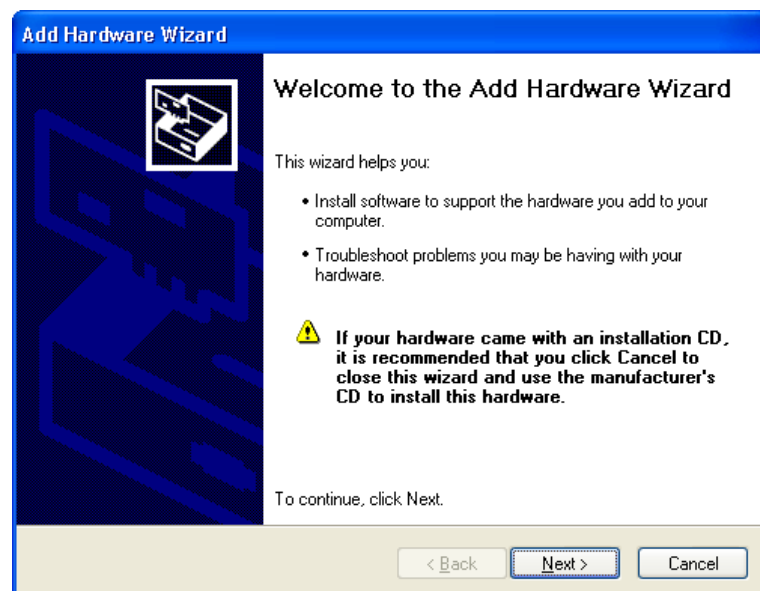 Add Hardware Wizard
Welcome to the Add Hardware Wizard
This wizard helps you:
• Install software to support the hardware you add to your
computer.
• Troubleshoot problems you may be having with your
hardware.
If your hardware came with an installation CD,
it is recommended that you click Cancel to
close this wizard and use the manufacturer's
CD to install this hardware.
To continue, click Next.
< Back Next > Cancel